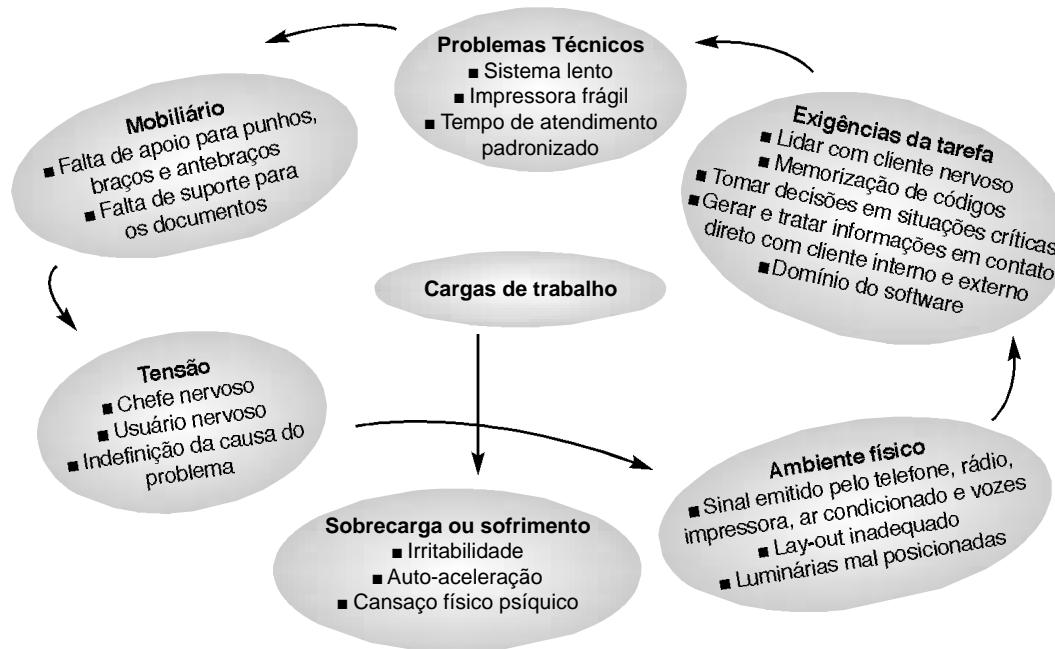 Problemas Técnicos
■ Sistema lento
■ Impressora frágil
■ Tempo de atendimento
padronizado
Mobiliário
■ Falta de apoio para punhos,
braços e antebraços
■ Falta de suporte para
os documentos
Exigências da tarefa
■ Lidar com cliente nervoso
■ Memorização de códigos
■ Tomar decisões em situações críticas
■ Gerar e tratar informações em contato
direto com cliente interno e externo
■ Domínio do software
Cargas de trabalho
Tensão
■ Chefe nervoso
■ Usuário nervoso
■ Indefinição da causa do
problema
Ambiente físico
■ Sinal emitido pelo telefone, rádio,
impressora, ar condicionado e vozes
■ Lay-out inadequado
■ Luminárias mal posicionadas
Sobrecarga ou sofrimento
■ Irritabilidade
■ Auto-aceleração
■ Cansaço físico psíquico